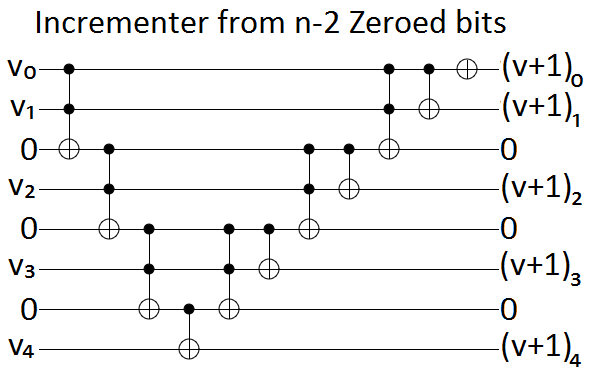 Incrementer from n-2 Zeroed bits
v₀ (v+1)₀
v₁ (v+1)₁
0 0
v₂ (v+1)₂
0 0
v₃ (v+1)₃
0 0
v₄ (v+1)₄